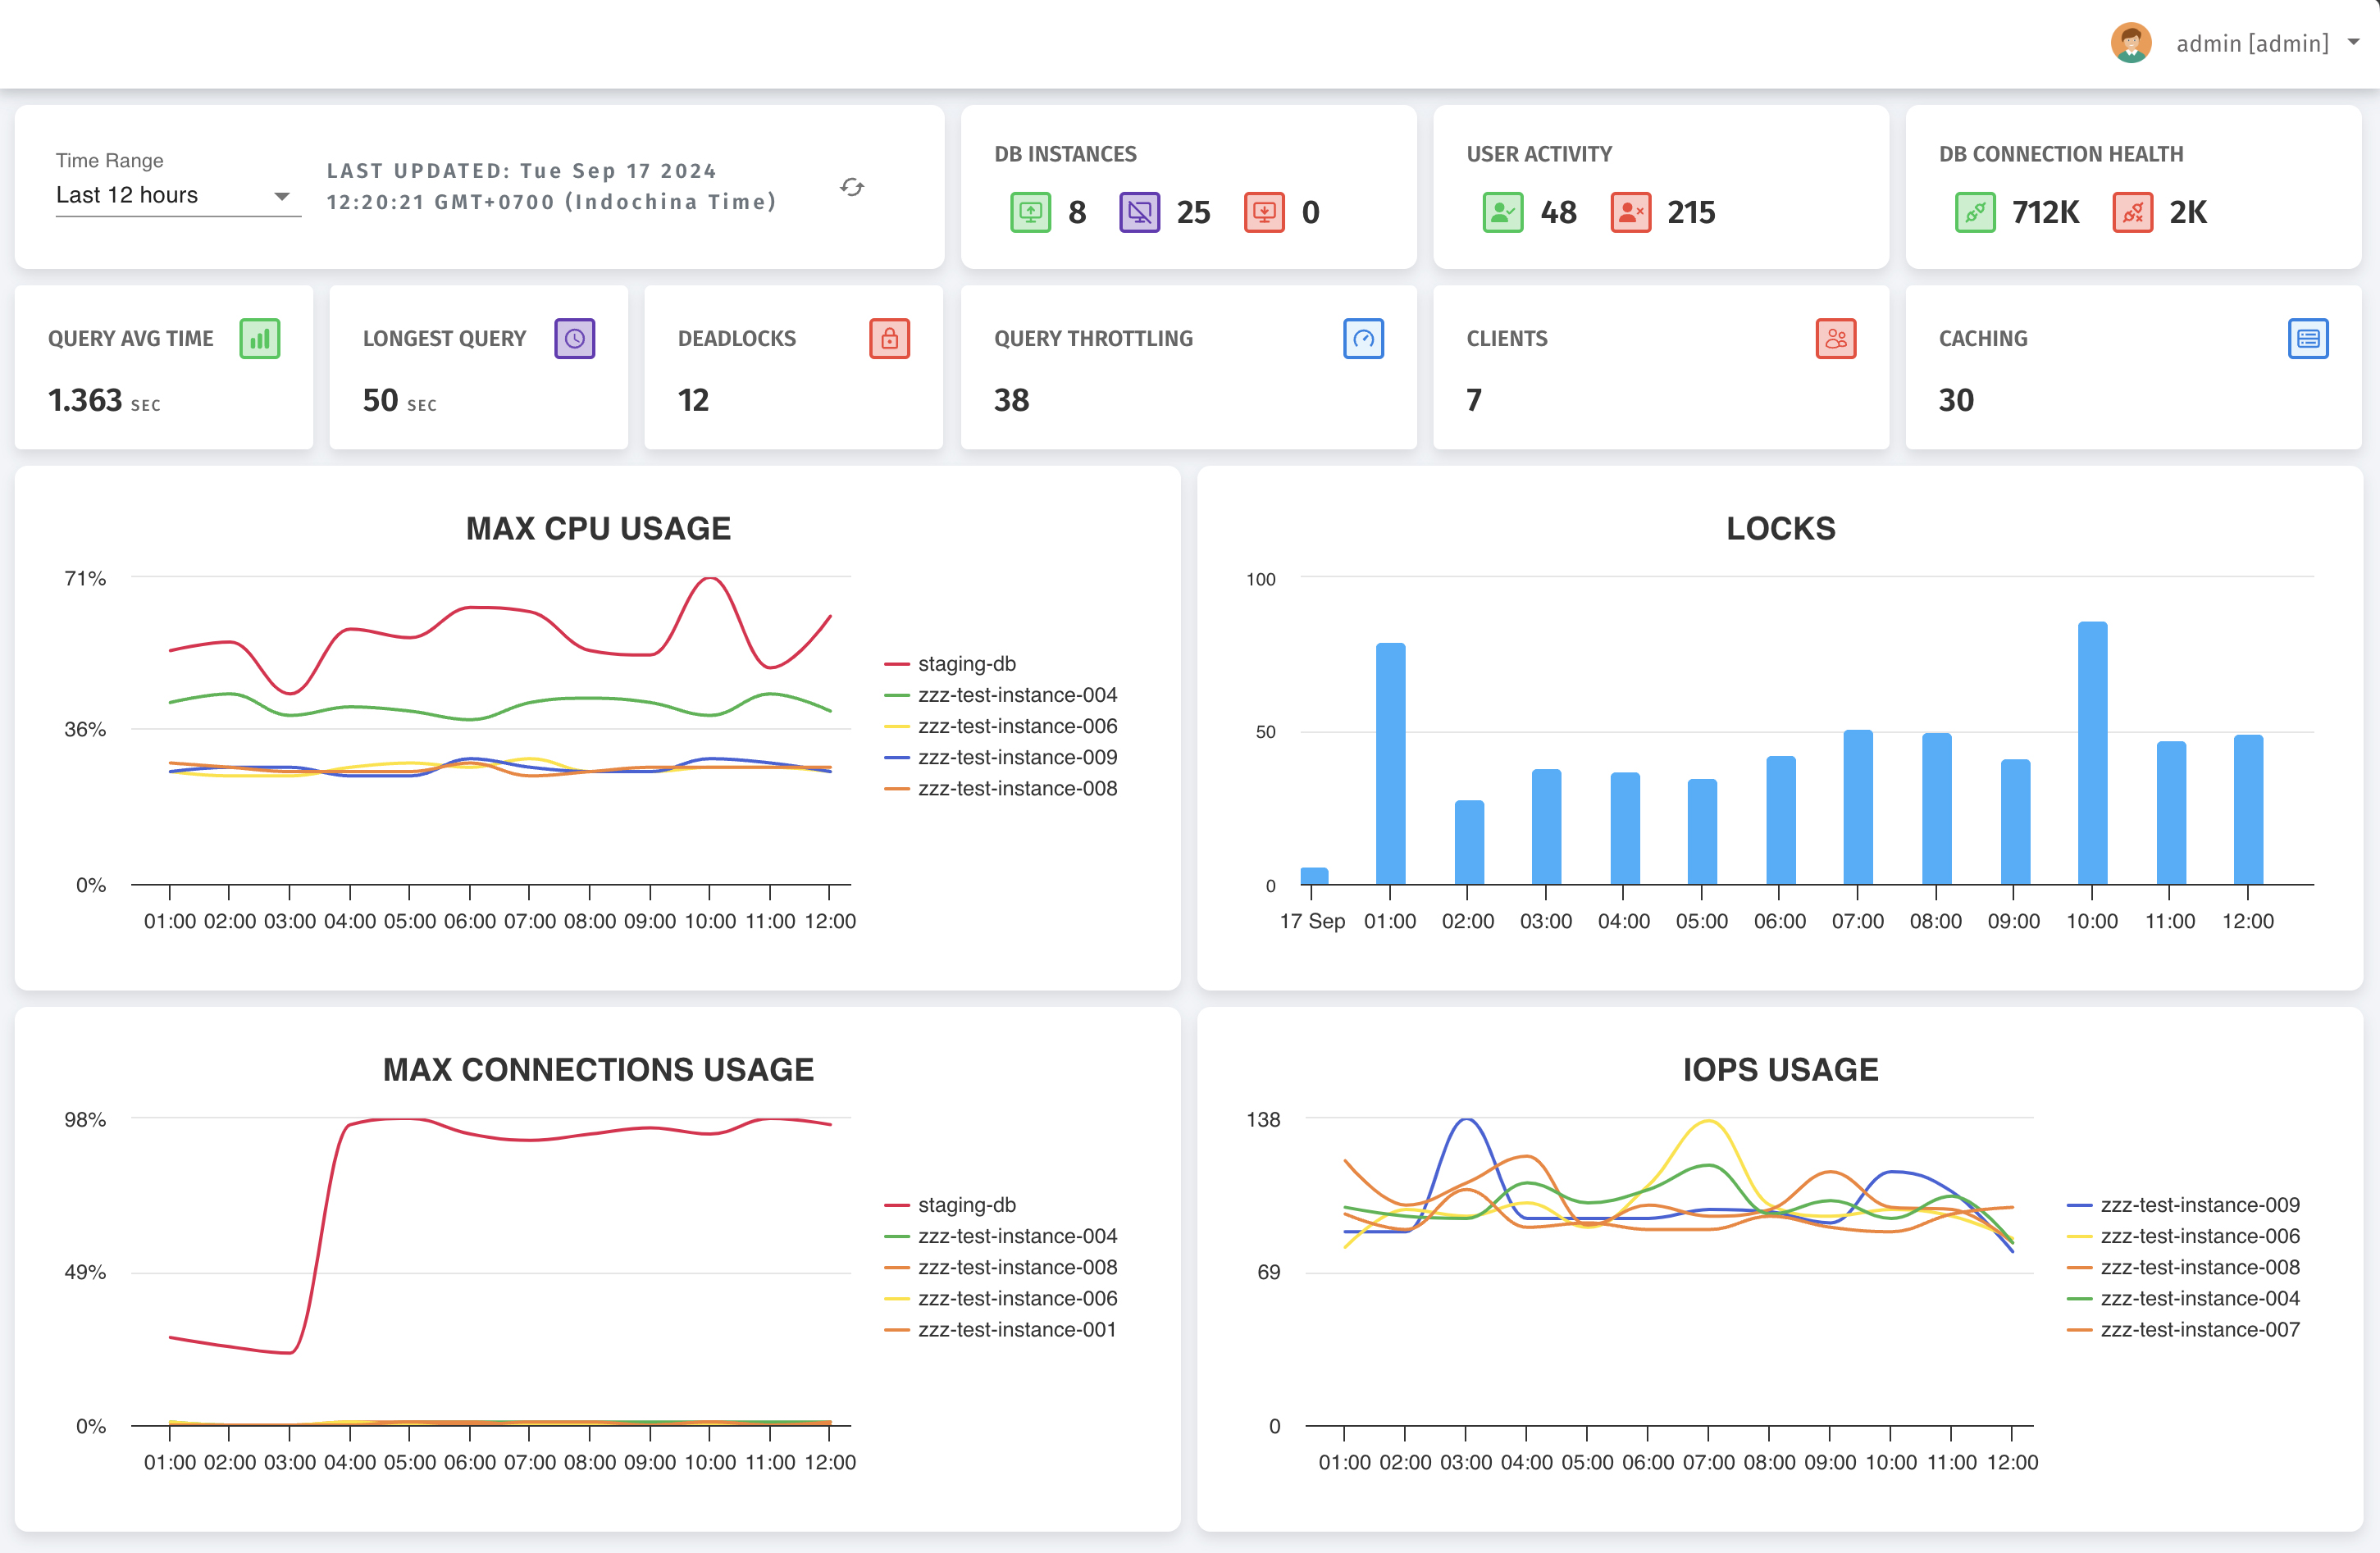 admin [admin]
Time Range
Last 12 hours
LAST UPDATED: Tue Sep 17 2024
12:20:21 GMT+0700 (Indochina Time)
DB INSTANCES
8 25 0
USER ACTIVITY
48 215
DB CONNECTION HEALTH
712K 2K
QUERY AVG TIME
1.363 SEC
LONGEST QUERY
50 SEC
DEADLOCKS
12
QUERY THROTTLING
38
CLIENTS
7
CACHING
30
MAX CPU USAGE
71%
36%
0%
01:00 02:00 03:00 04:00 05:00 06:00 07:00 08:00 09:00 10:00 11:00 12:00
staging-db
zzz-test-instance-004
zzz-test-instance-006
zzz-test-instance-009
zzz-test-instance-008
LOCKS
100
50
0
17 Sep 01:00 02:00 03:00 04:00 05:00 06:00 07:00 08:00 09:00 10:00 11:00 12:00
MAX CONNECTIONS USAGE
98%
49%
0%
01:00 02:00 03:00 04:00 05:00 06:00 07:00 08:00 09:00 10:00 11:00 12:00
staging-db
zzz-test-instance-004
zzz-test-instance-008
zzz-test-instance-006
zzz-test-instance-001
IOPS USAGE
138
69
0
01:00 02:00 03:00 04:00 05:00 06:00 07:00 08:00 09:00 10:00 11:00 12:00
zzz-test-instance-009
zzz-test-instance-006
zzz-test-instance-008
zzz-test-instance-004
zzz-test-instance-007